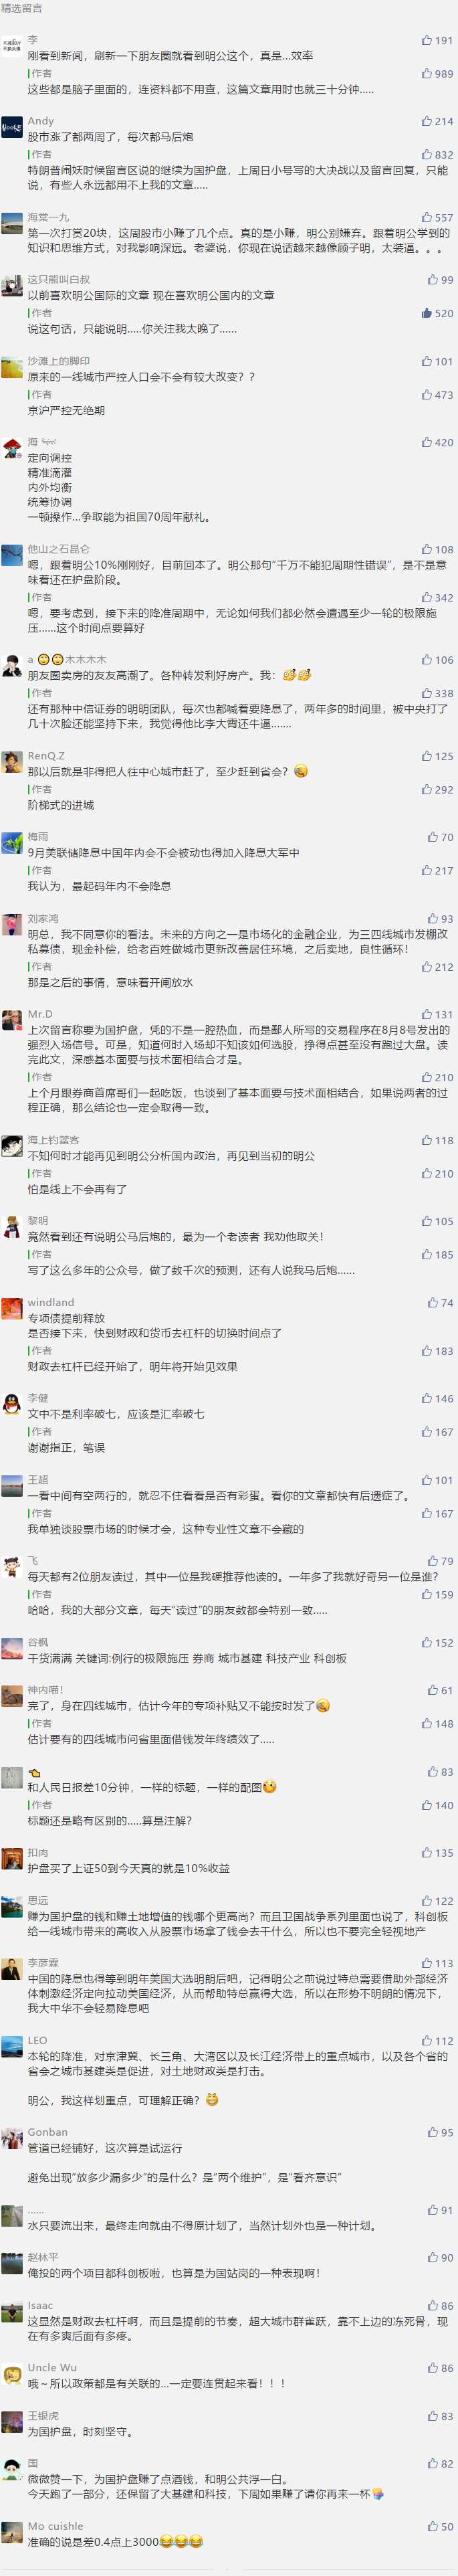 精选留言
李 191
刚看到新闻，刷新一下朋友圈就看到明公这个，真是...效率
作者 989
这些都是脑子里面的，连资料都不用查，这篇文章用时也就三十分钟.....
Andy 214
股市涨了都两周了，每次都马后炮
作者 832
特朗普闹妖时候留言区说的继续为国护盘，上周日小号写的大决战以及留言回复，只能
说，有些人永远都用不上我的文章.....
海棠一九 557
第一次打赏20块，这周股市小赚了几个点。真的是小赚，明公别嫌弃。跟着明公学到的
知识和思维方式，对我影响深远。老婆说，你现在说话越来越像顾子明，太装逼。。。
这只熊叫白叔 99
以前喜欢明公国际的文章 现在喜欢明公国内的文章
作者 520
说这句话，只能说明.....你关注我太晚了......
沙滩上的脚印 101
原来的一线城市严控人口会不会有较大改变？？
作者 473
京沪严控无绝期
海 420
定向调控
精准滴灌
内外均衡
统筹协调
一顿操作...争取能为祖国70周年献礼。
他山之石昆仑 108
嗯，跟着明公10%刚刚好，目前回本了。明公那句“千万不能犯周期性错误”，是不是意
味着还在护盘阶段。
作者 342
嗯，要考虑到，接下来的降准周期中，无论如何我们都必然会遭遇至少一轮的极限施
压......这个时间点要算好
a 🙄🙄木木木木 106
朋友圈卖房的友友高潮了。各种转发利好房产。我：🥳🥳
作者 338
还有那种中信证券的明明团队，每次也都喊着要降息了，两年多的时间里，被中央打了
几十次脸还能坚持下来，我觉得他比李大霄还牛逼.......
RenQ.Z 125
那以后就是非得把人往中心城市赶了，至少赶到省会？
作者 292
阶梯式的进城
梅雨 70
9月美联储降息中国年内会不会被动也得加入降息大军中
作者 217
我认为，最起码年内不会降息
刘家鸿 93
明总，我不同意你的看法。未来的方向之一是市场化的金融企业，为三四线城市发棚改
私募债，现金补偿，给老百姓做城市更新改善居住环境，之后卖地，良性循环！
作者 212
那是之后的事情，意味着开闸放水
Mr.D 131
上次留言称要为国护盘，凭的不是一腔热血，而是鄙人所写的交易程序在8月8号发出的
强烈入场信号。可是，知道何时入场却不知该如何选股，挣得点甚至没有跑过大盘。读
完此文，深感基本面要与技术面相结合才是。
作者 210
上个月跟券商首席哥们一起吃饭，也谈到了基本面要与技术面相结合，如果说两者的过
程正确，那么结论也一定会取得一致。
海上钓鳌客 118
不知何时才能再见到明公分析国内政治，再见到当初的明公
作者 210
怕是线上不会再有了
黎明 105
竟然看到还有说明公马后炮的，最为一个老读者 我劝他取关！
作者 185
写了这么多年的公众号，做了数千次的预测，还有人说我马后炮......
windland 74
专项债提前释放
是否接下来，快到财政和货币去杠杆的切换时间点了
作者 183
财政去杠杆已经开始了，明年将开始见效果
李健 146
文中不是利率破七，应该是汇率破七
作者 167
谢谢指正，笔误
王超 101
一看中间有空两行的，就忍不住看看是否有彩蛋。看你的文章都快有后遗症了。
作者 167
我单独谈股票市场的时候才会，这种专业性文章不会藏的
飞 79
每天都有2位朋友读过，其中一位是我硬推荐他读的。一年多了我就好奇另一位是谁?
作者 159
哈哈，我的大部分文章，每天“读过”的朋友数都会特别一致.....
谷枫 152
干货满满 关键词:例行的极限施压 券商 城市基建 科技产业 科创板
神内喵！ 61
完了，身在四线城市，估计今年的专项补贴又不能按时发了
作者 148
估计要有的四线城市问省里面借钱发年终绩效了.....
👈 83
和人民日报差10分钟，一样的标题，一样的配图
作者 140
标题还是略有区别的.....算是注解？
扣肉 135
护盘买了上证50到今天真的就是10%收益
思远 122
赚为国护盘的钱和赚土地增值的钱哪个更高尚？而且卫国战争系列里面也说了，科创板
给一线城市带来的高收入从股票市场拿了钱会去干什么，所以也不要完全轻视地产
李彦霖 113
中国的降息也得等到明年美国大选明朗后吧，记得明公之前说过特总需要借助外部经济
体刺激经济定向拉动美国经济，从而帮助特总赢得大选，所以在形势不明朗的情况下，
我大中华不会轻易降息吧
LEO 112
本轮的降准，对京津冀、长三角、大湾区以及长江经济带上的重点城市，以及各个省的
省会之城市基建类是促进，对土地财政类是打击。
明公，我这样划重点，可理解正确？😄
Gonban 95
管道已经铺好，这次算是试运行
避免出现“放多少漏多少”的是什么？是“两个维护”，是“看齐意识”
...... 91
水只要流出来，最终走向就由不得原计划了，当然计划外也是一种计划。
赵林平 90
俺投的两个项目都科创板啦，也算是为国站岗的一种表现啊！
Isaac 86
这显然是财政去杠杆啊，而且是提前的节奏，超大城市群雀跃，靠不上边的冻死骨，现
在有多爽后面有多疼。
Uncle Wu 86
哦～所以政策都是有关联的...一定要连贯起来看！！！
王银虎 83
为国护盘，时刻坚守。
国 82
微微赞一下，为国护盘赚了点酒钱，和明公共浮一白。
今天跑了一部分，还保留了大基建和科技，下周如果赚了请你再来一杯🍹
Mo cuishle 50
准确的说是差0.4点上3000😂😂😂